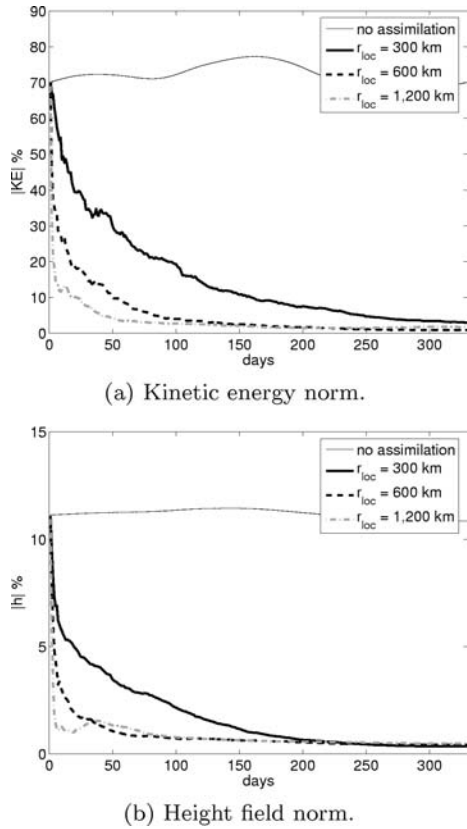 90
80
70
60
50
40
30
20
10
0
|KE| %
no assimilation
r_loc = 300 km
r_loc = 600 km
r_loc = 1,200 km
0 50 100 150 200 250 300
days
(a) Kinetic energy norm.
15
10
5
0
|h| %
no assimilation
r_loc = 300 km
r_loc = 600 km
r_loc = 1,200 km
0 50 100 150 200 250 300
days
(b) Height field norm.